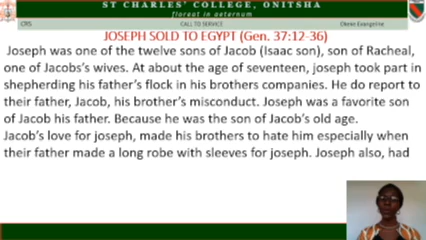 ST CHARLES' COLLEGE, ONITSHA
floreat in aeternum
CRS CALL TO SERVICE Divine Evangeline
JOSEPH SOLD TO EGYPT (Gen. 37:12-36)
Joseph was one of the twelve sons of Jacob (Isaac son), son of Racheal,
one of Jacobs's wives. At about the age of seventeen, joseph took part in
shepherding his father's flock in his brothers companies. He do report to
their father, Jacob, his brother's misconduct. Joseph was a favorite son
of Jacob his father. Because he was the son of Jacob's old age.
Jacob's love for joseph, made his brothers to hate him especially when
their father made a long robe with sleeves for joseph. Joseph also, had